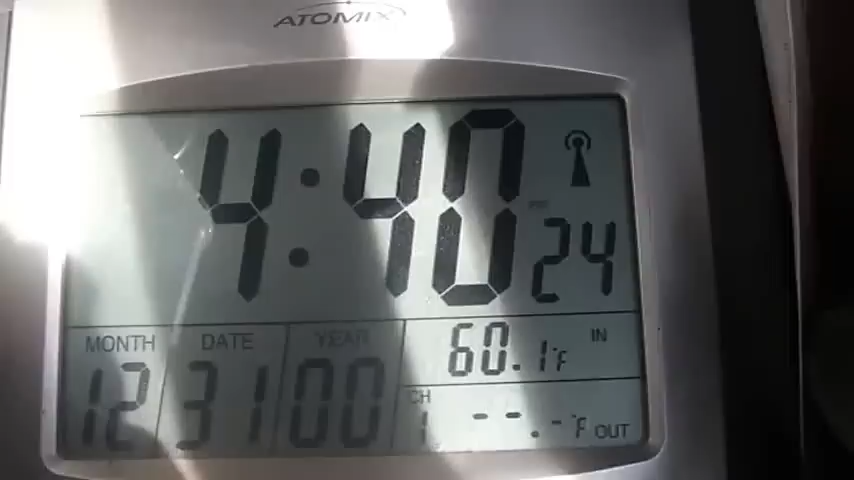 ATOMIX
4:40
24
MONTH DATE YEAR
12 31 00
60.1°F IN
CH
1 --.-°F OUT